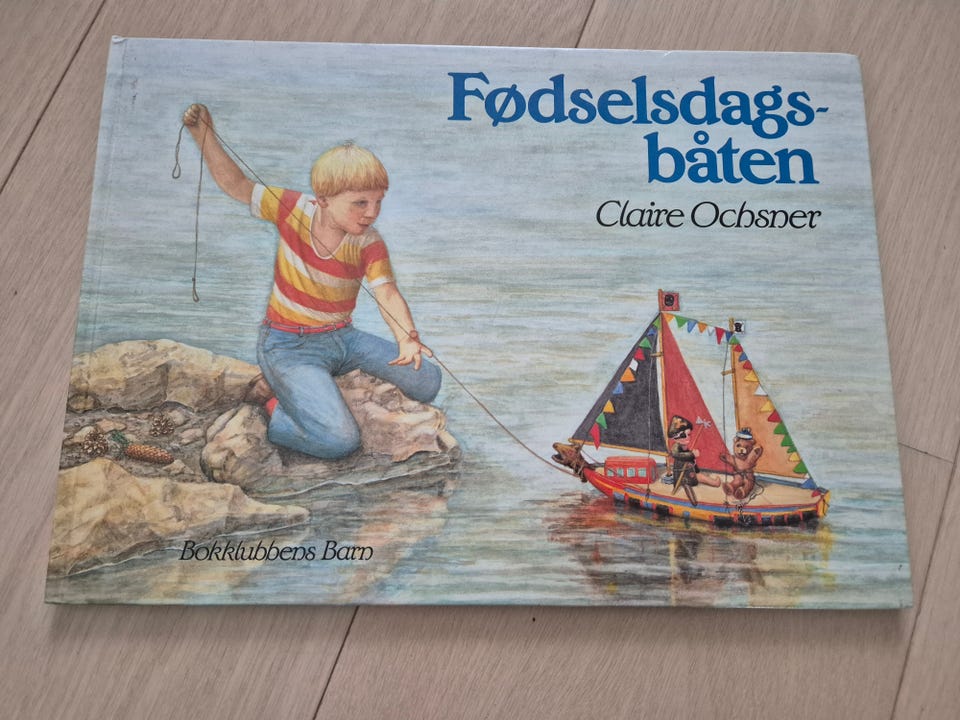 Fødselsdags-
båten
Claire Ochsner
Bokklubbens Barn